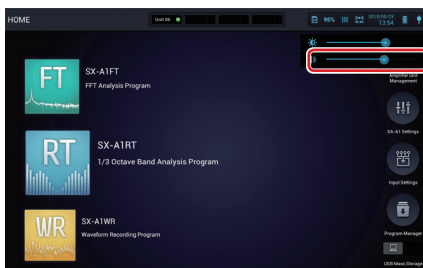 HOME
Unit 96
95%
2015/06/23
13:54
FT
SX-A1FT
FFT Analysis Program
Amplifier Unit
Management
SA-A1 Settings
RT
SX-A1RT
1/3 Octave Band Analysis Program
Input Settings
WR
SX-A1WR
Waveform Recording Program
Program Manager
USB Mass Storage